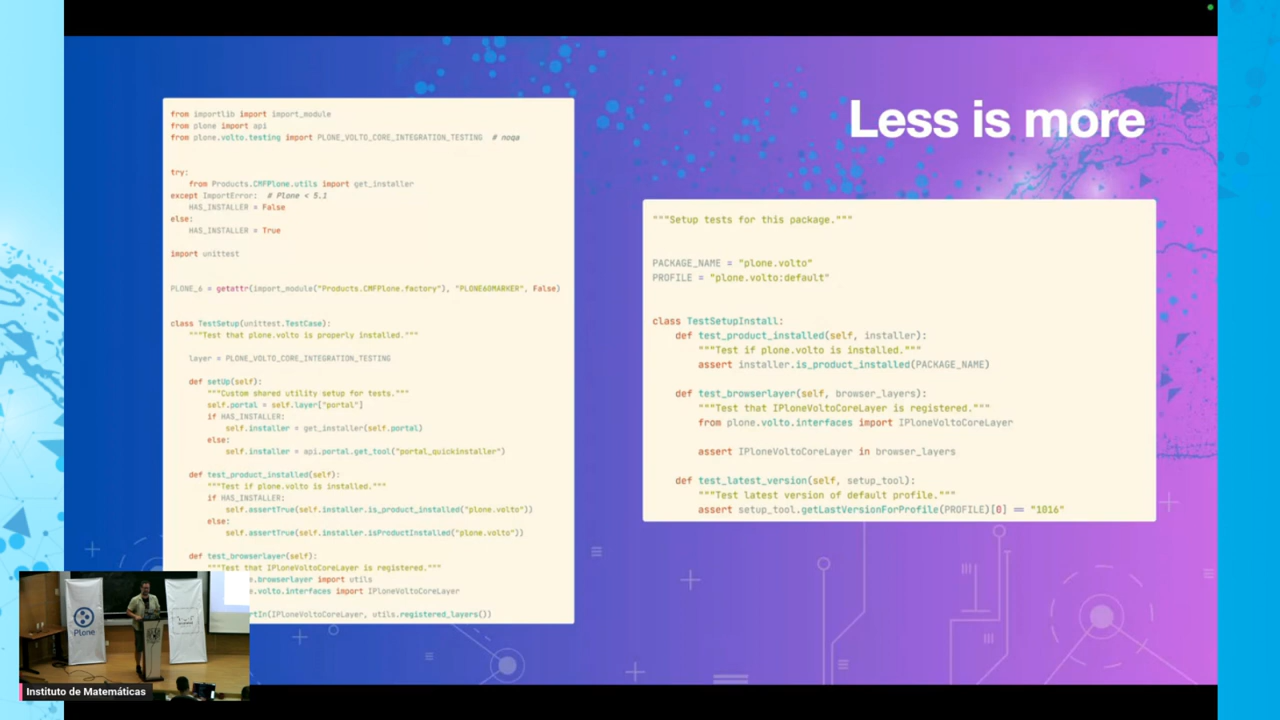 Less is more
from importlib import import_module
from plone import api
from plone.volto.testing import PLONE_VOLTO_CORE_INTEGRATION_TESTING  # noqa
try:
    from Products.CMFPlone.utils import get_installer
except ImportError:  # Plone < 5.1
    HAS_INSTALLER = False
else:
    HAS_INSTALLER = True
import unittest
PLONE_6 = getattr(import_module("Products.CMFPlone.factory"), "PLONE60MARKER", False)
class TestSetup(unittest.TestCase):
    """Test that plone.volto is properly installed."""
    layer = PLONE_VOLTO_CORE_INTEGRATION_TESTING
    def setUp(self):
        """Custom shared utility setup for tests."""
        self.portal = self.layer["portal"]
        if HAS_INSTALLER:
            self.installer = get_installer(self.portal)
        else:
            self.installer = api.portal.get_tool("portal_quickinstaller")
    def test_product_installed(self):
        """Test if plone.volto is installed."""
        if HAS_INSTALLER:
            self.assertTrue(self.installer.is_product_installed("plone.volto"))
        else:
            self.assertTrue(self.installer.isProductInstalled("plone.volto"))
    def test_browserlayer(self):
        """Test that IPloneVoltoCoreLayer is registered."""
e.browserlayer import utils
e.volto.interfaces import IPloneVoltoCoreLayer
rtIn(IPloneVoltoCoreLayer, utils.registered_layers())
"""Setup tests for this package."""
PACKAGE_NAME = "plone.volto"
PROFILE = "plone.volto:default"
class TestSetupInstall:
    def test_product_installed(self, installer):
        """Test if plone.volto is installed."""
        assert installer.is_product_installed(PACKAGE_NAME)
    def test_browserlayer(self, browser_layers):
        """Test that IPloneVoltoCoreLayer is registered."""
        from plone.volto.interfaces import IPloneVoltoCoreLayer
        assert IPloneVoltoCoreLayer in browser_layers
    def test_latest_version(self, setup_tool):
        """Test latest version of default profile."""
        assert setup_tool.getLastVersionForProfile(PROFILE)[0] == "1016"
Plone
Instituto de Matemáticas